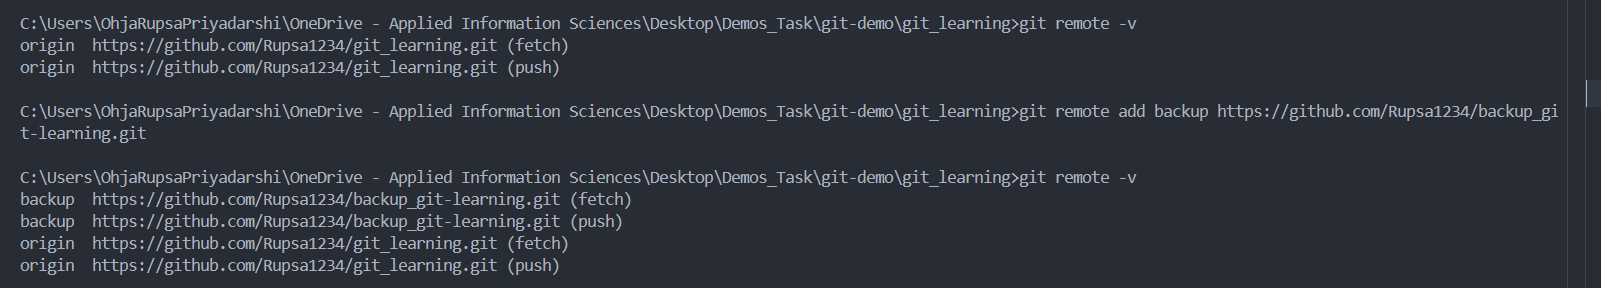 C:\Users\OhjaRupsaPriyadarshi\OneDrive - Applied Information Sciences\Desktop\Demos_Task\git-demo\git_learning>git remote -v
origin  https://github.com/Rupsa1234/git_learning.git (fetch)
origin  https://github.com/Rupsa1234/git_learning.git (push)
C:\Users\OhjaRupsaPriyadarshi\OneDrive - Applied Information Sciences\Desktop\Demos_Task\git-demo\git_learning>git remote add backup https://github.com/Rupsa1234/backup_gi
t-learning.git
C:\Users\OhjaRupsaPriyadarshi\OneDrive - Applied Information Sciences\Desktop\Demos_Task\git-demo\git_learning>git remote -v
backup  https://github.com/Rupsa1234/backup_git-learning.git (fetch)
backup  https://github.com/Rupsa1234/backup_git-learning.git (push)
origin  https://github.com/Rupsa1234/git_learning.git (fetch)
origin  https://github.com/Rupsa1234/git_learning.git (push)